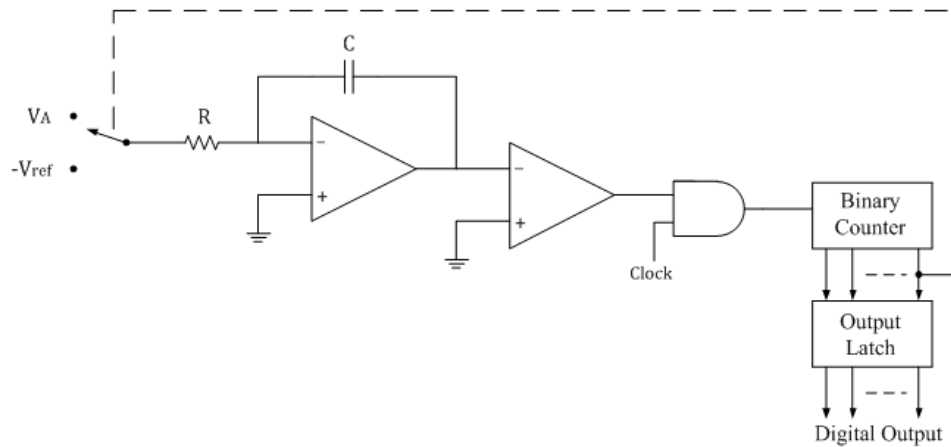 C
VA
R
-Vref
−
+
−
+
Clock
Binary
Counter
Output
Latch
Digital Output